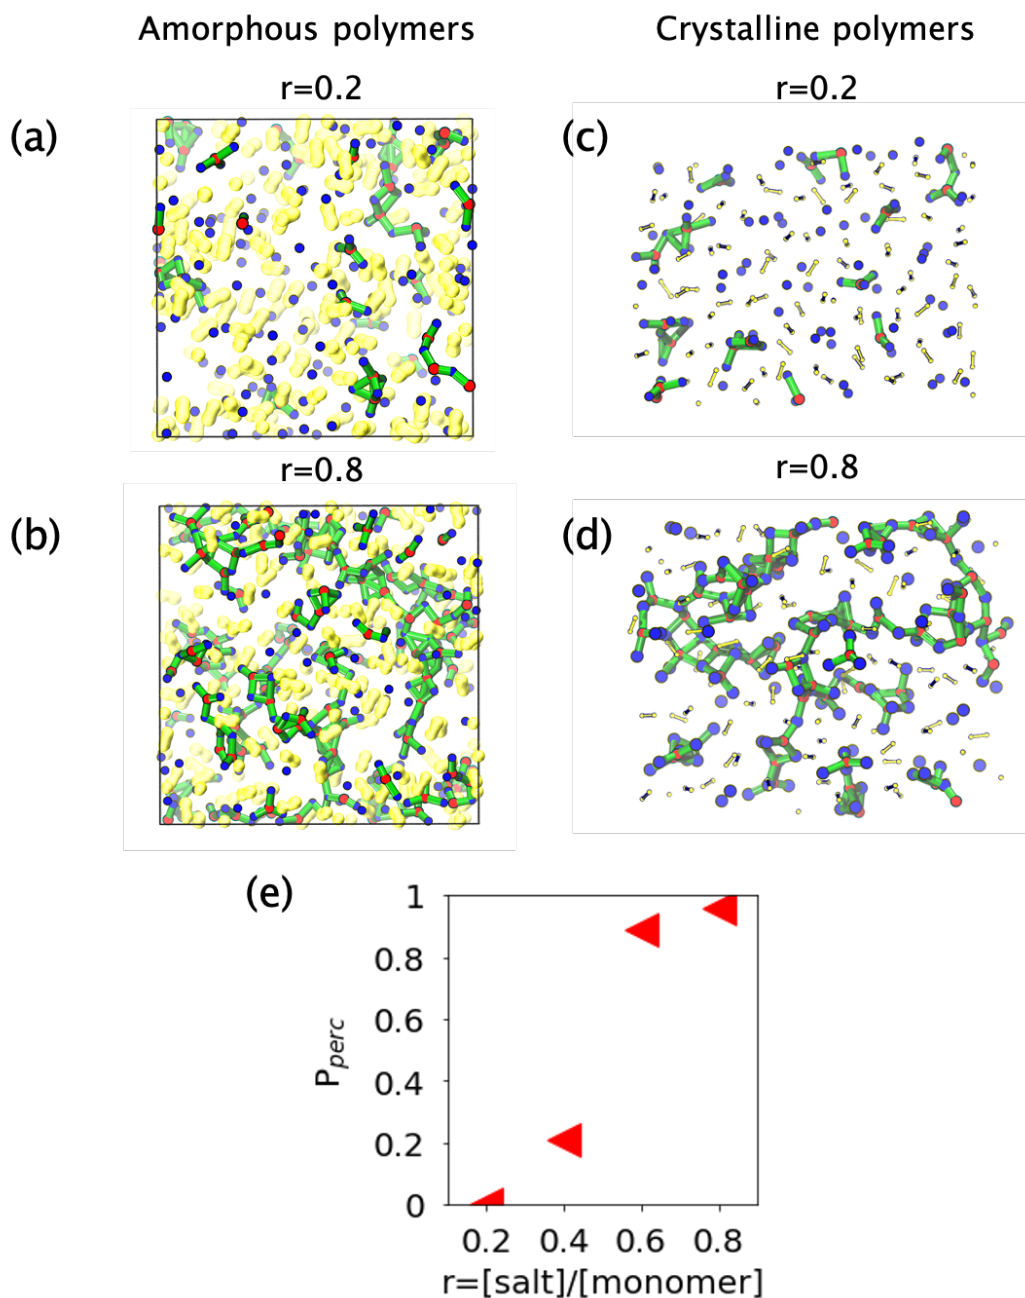 Amorphous polymers
Crystalline polymers
r=0.2
r=0.2
(a)
(c)
r=0.8
r=0.8
(b)
(d)
(e)
1
0.8
0.6
0.4
0.2
0
P_perc
0.2 0.4 0.6 0.8
r=[salt]/[monomer]